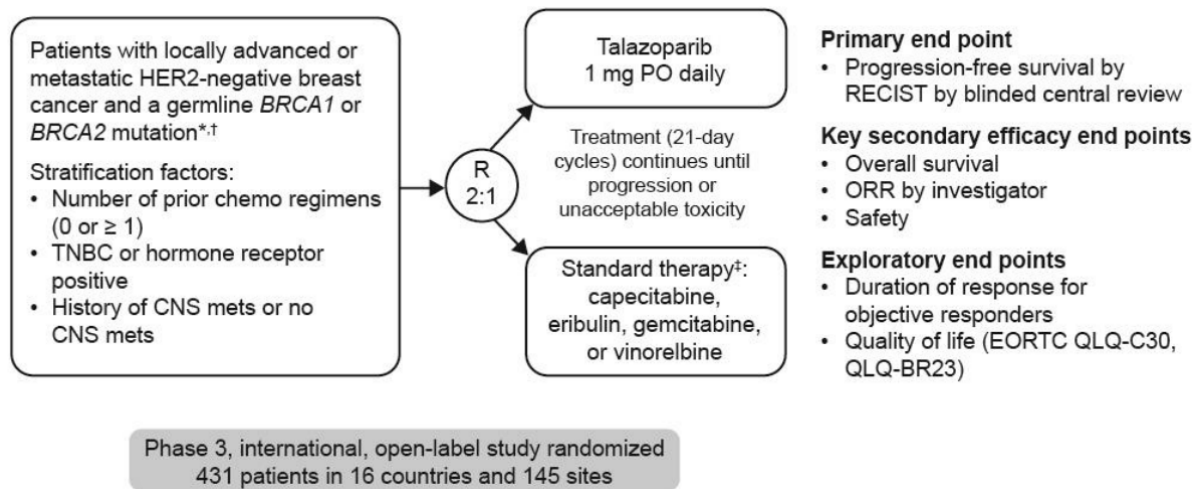 Patients with locally advanced or
metastatic HER2-negative breast
cancer and a germline BRCA1 or
BRCA2 mutation*,†
Stratification factors:
• Number of prior chemo regimens
(0 or ≥ 1)
• TNBC or hormone receptor
positive
• History of CNS mets or no
CNS mets
R
2:1
Talazoparib
1 mg PO daily
Treatment (21-day
cycles) continues until
progression or
unacceptable toxicity
Standard therapy‡:
capecitabine,
eribulin, gemcitabine,
or vinorelbine
Primary end point
• Progression-free survival by
RECIST by blinded central review
Key secondary efficacy end points
• Overall survival
• ORR by investigator
• Safety
Exploratory end points
• Duration of response for
objective responders
• Quality of life (EORTC QLQ-C30,
QLQ-BR23)
Phase 3, international, open-label study randomized
431 patients in 16 countries and 145 sites